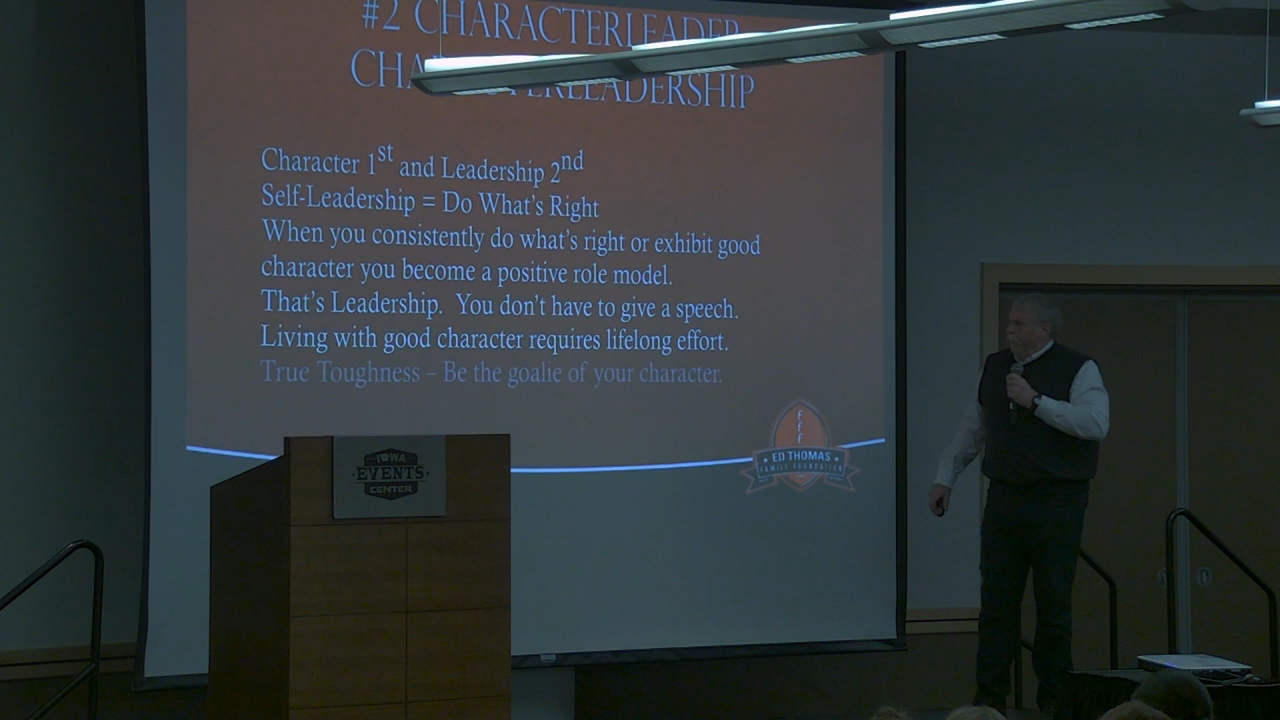 #2 CHARACTERLEADER
CHARACTERLEADERSHIP
Character 1st and Leadership 2nd
Self-Leadership = Do What's Right
When you consistently do what's right or exhibit good
character you become a positive role model.
That's Leadership. You don't have to give a speech.
Living with good character requires lifelong effort.
True Toughness – Be the goalie of your character.
F
F
F
F
ED THOMAS
FAMILY FOUNDATION
IOWA
EVENTS
CENTER